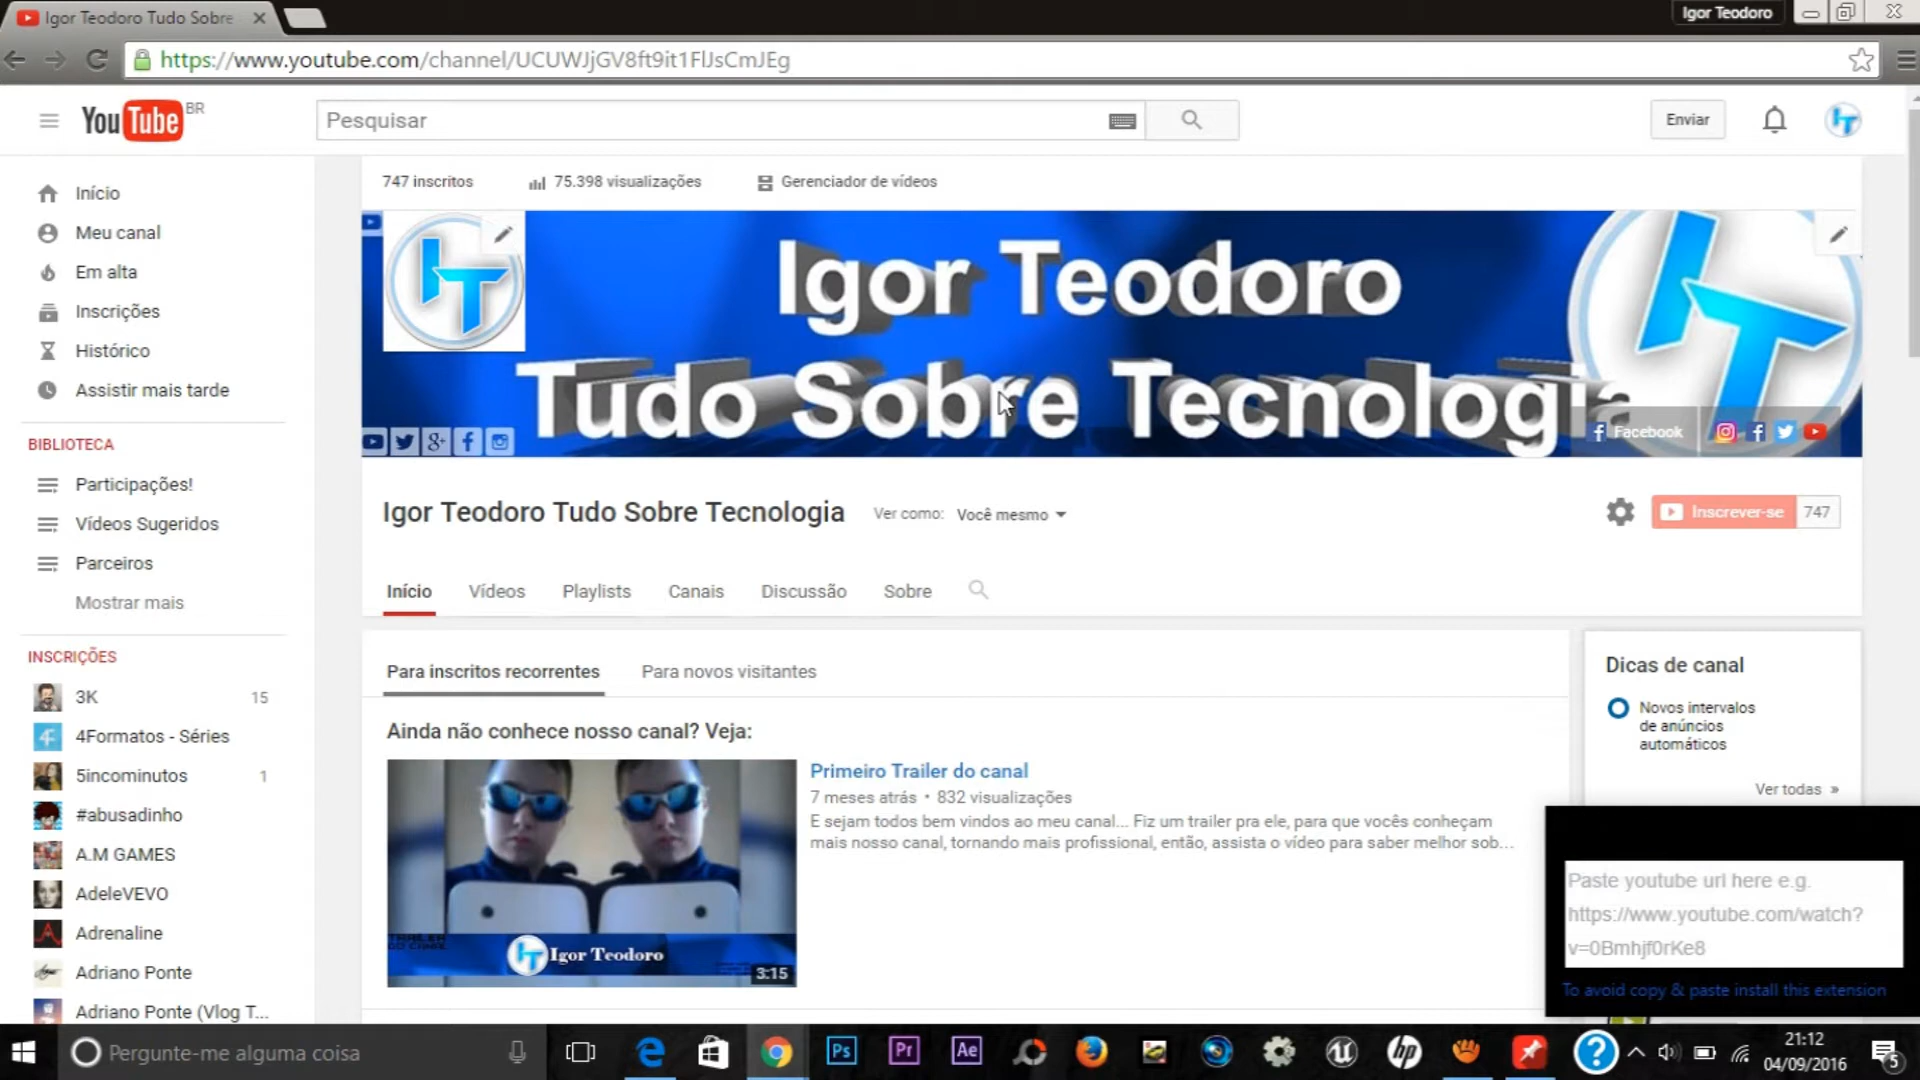 Igor Teodoro Tudo Sobre
Igor Teodoro
https://www.youtube.com/channel/UCUWJjGV8ft9it1FlJsCmJEg
YouTube BR
Pesquisar
Enviar
Início
Meu canal
Em alta
Inscrições
Histórico
Assistir mais tarde
BIBLIOTECA
Participações!
Vídeos Sugeridos
Parceiros
Mostrar mais
INSCRIÇÕES
3K 15
4Formatos - Séries
5incominutos 1
#abusadinho
A.M GAMES
AdeleVEVO
Adrenaline
Adriano Ponte
Adriano Ponte (Vlog T...
747 inscritos
75.398 visualizações
Gerenciador de vídeos
IT
Igor Teodoro
Tudo Sobre Tecnologia
IT
Facebook
Igor Teodoro Tudo Sobre Tecnologia
Ver como: Você mesmo
Inscrever-se 747
Início Vídeos Playlists Canais Discussão Sobre
Para inscritos recorrentes
Para novos visitantes
Ainda não conhece nosso canal? Veja:
IT Igor Teodoro
3:15
Primeiro Trailer do canal
7 meses atrás • 832 visualizações
E sejam todos bem vindos ao meu canal... Fiz um trailer pra ele, para que vocês conheçam
mais nosso canal, tornando mais profissional, então, assista o vídeo para saber melhor sob...
Dicas de canal
Novos intervalos
de anúncios
automáticos
Ver todas »
Paste youtube url here e.g.
https://www.youtube.com/watch?
v=0Bmhjf0rKe8
To avoid copy & paste install this extension
Pergunte-me alguma coisa
Ps
Pr
Ae
hp
?
21:12
04/09/2016
5